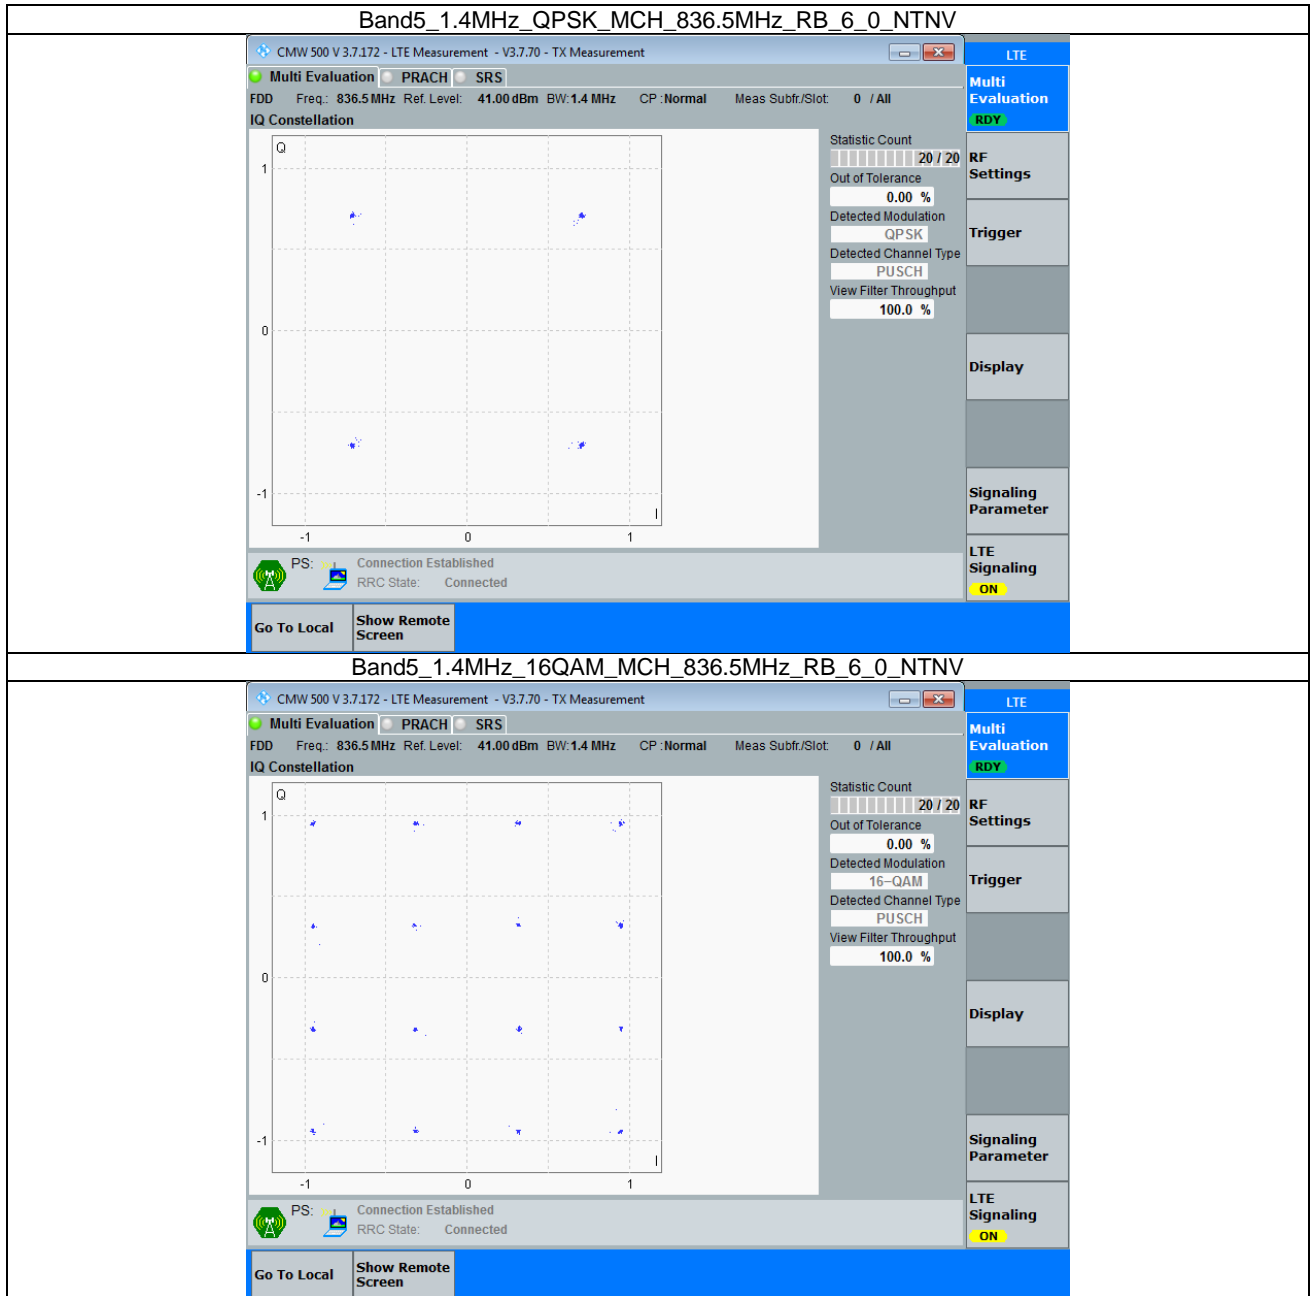 Band5_1.4MHz_QPSK_MCH_836.5MHz_RB_6_0_NTNV
CMW 500 V 3.7.172 - LTE Measurement - V3.7.70 - TX Measurement
LTE
Multi Evaluation PRACH SRS
Multi
Evaluation
RDY
FDD Freq.: 836.5 MHz Ref. Level: 41.00 dBm BW: 1.4 MHz CP : Normal Meas Subfr./Slot: 0 / All
IQ Constellation
Q
1
0
-1
I
-1 0 1
Statistic Count
20 / 20
Out of Tolerance
0.00 %
Detected Modulation
QPSK
Detected Channel Type
PUSCH
View Filter Throughput
100.0 %
RF
Settings
Trigger
Display
Signaling
Parameter
LTE
Signaling
ON
PS: Connection Established
RRC State: Connected
Go To Local
Show Remote
Screen
Band5_1.4MHz_16QAM_MCH_836.5MHz_RB_6_0_NTNV
CMW 500 V 3.7.172 - LTE Measurement - V3.7.70 - TX Measurement
LTE
Multi Evaluation PRACH SRS
Multi
Evaluation
RDY
FDD Freq.: 836.5 MHz Ref. Level: 41.00 dBm BW: 1.4 MHz CP : Normal Meas Subfr./Slot: 0 / All
IQ Constellation
Q
1
0
-1
I
-1 0 1
Statistic Count
20 / 20
Out of Tolerance
0.00 %
Detected Modulation
16-QAM
Detected Channel Type
PUSCH
View Filter Throughput
100.0 %
RF
Settings
Trigger
Display
Signaling
Parameter
LTE
Signaling
ON
PS: Connection Established
RRC State: Connected
Go To Local
Show Remote
Screen